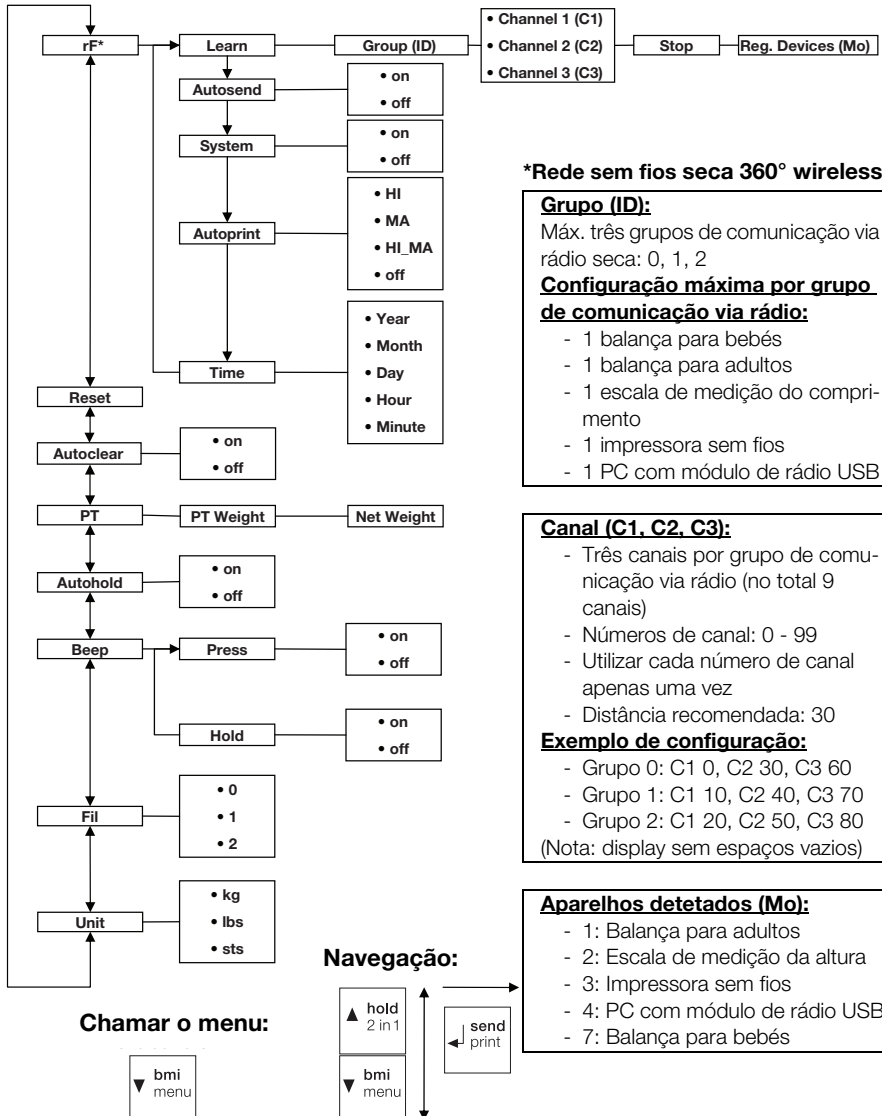 rF*
Learn
Group (ID)
• Channel 1 (C1)
• Channel 2 (C2)
• Channel 3 (C3)
Stop
Reg. Devices (Mo)
Autosend
• on
• off
System
• on
• off
Autoprint
• HI
• MA
• HI_MA
• off
Time
• Year
• Month
• Day
• Hour
• Minute
Reset
Autoclear
• on
• off
PT
PT Weight
Net Weight
Autohold
• on
• off
Beep
Press
• on
• off
Hold
• on
• off
Fil
• 0
• 1
• 2
Unit
• kg
• lbs
• sts
*Rede sem fios seca 360° wireless
Grupo (ID):
Máx. três grupos de comunicação via
rádio seca: 0, 1, 2
Configuração máxima por grupo
de comunicação via rádio:
- 1 balança para bebés
- 1 balança para adultos
- 1 escala de medição do compri-
mento
- 1 impressora sem fios
- 1 PC com módulo de rádio USB
Canal (C1, C2, C3):
- Três canais por grupo de comu-
nicação via rádio (no total 9
canais)
- Números de canal: 0 - 99
- Utilizar cada número de canal
apenas uma vez
- Distância recomendada: 30
Exemplo de configuração:
- Grupo 0: C1 0, C2 30, C3 60
- Grupo 1: C1 10, C2 40, C3 70
- Grupo 2: C1 20, C2 50, C3 80
(Nota: display sem espaços vazios)
Aparelhos detetados (Mo):
- 1: Balança para adultos
- 2: Escala de medição da altura
- 3: Impressora sem fios
- 4: PC com módulo de rádio USB
- 7: Balança para bebés
Chamar o menu:
bmi
menu
Navegação:
hold
2 in 1
bmi
menu
send
print